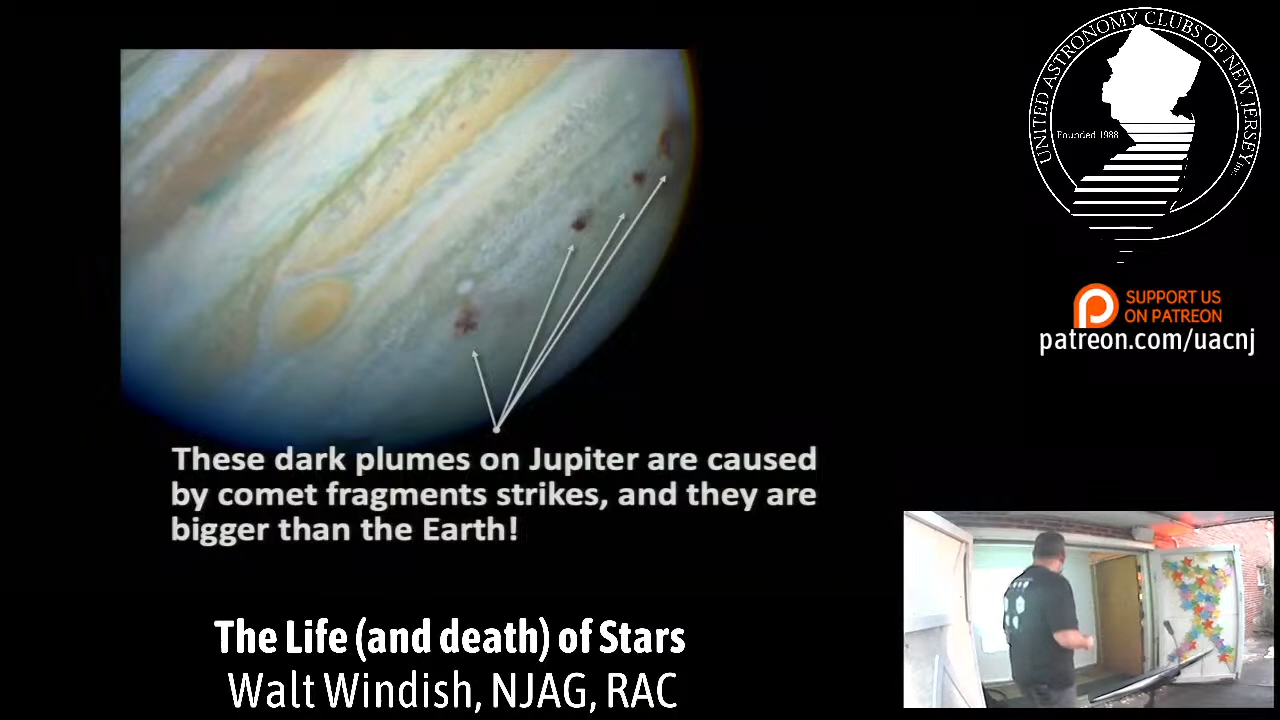 UNITED ASTRONOMY CLUBS OF NEW JERSEY, Inc.
Founded 1988
SUPPORT US
ON PATREON
patreon.com/uacnj
These dark plumes on Jupiter are caused
by comet fragments strikes, and they are
bigger than the Earth!
The Life (and death) of Stars
Walt Windish, NJAG, RAC